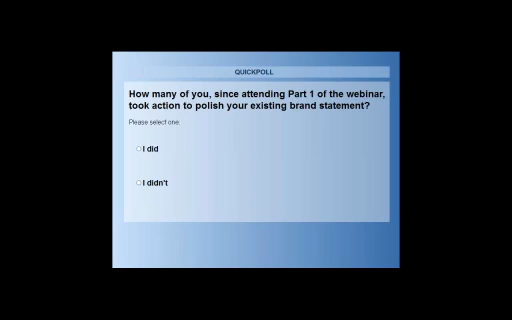 QUICKPOLL
How many of you, since attending Part 1 of the webinar,
took action to polish your existing brand statement?
Please select one:
I did
I didn't